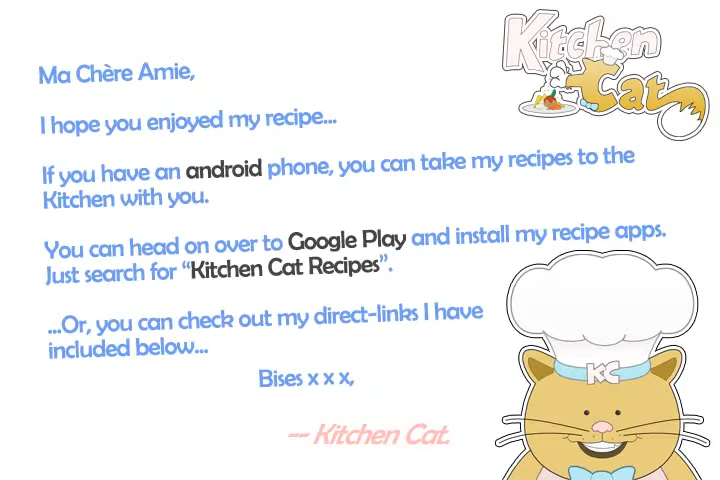 Kitchen
Cat
Ma Chère Amie,
I hope you enjoyed my recipe...
If you have an android phone, you can take my recipes to the
Kitchen with you.
You can head on over to Google Play and install my recipe apps.
Just search for “Kitchen Cat Recipes”.
...Or, you can check out my direct-links I have
included below...
Bises x x x,
--- Kitchen Cat.
KC